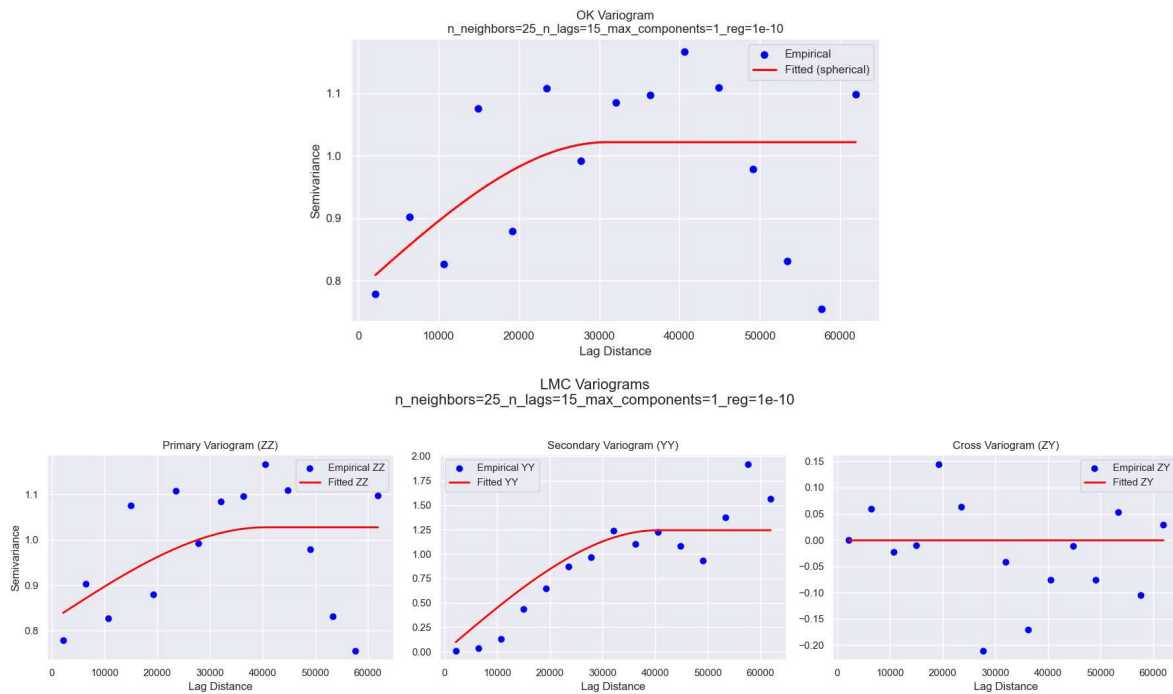 OK Variogram
n_neighbors=25_n_lags=15_max_components=1_reg=1e-10
Empirical
Fitted (spherical)
1.1
1.0
0.9
0.8
Semivariance
0 10000 20000 30000 40000 50000 60000
Lag Distance
LMC Variograms
n_neighbors=25_n_lags=15_max_components=1_reg=1e-10
Primary Variogram (ZZ)
Empirical ZZ
Fitted ZZ
1.1
1.0
0.9
0.8
Semivariance
0 10000 20000 30000 40000 50000 60000
Lag Distance
Secondary Variogram (YY)
Empirical YY
Fitted YY
2.00
1.75
1.50
1.25
1.00
0.75
0.50
0.25
0.00
0 10000 20000 30000 40000 50000 60000
Lag Distance
Cross Variogram (ZY)
Empirical ZY
Fitted ZY
0.15
0.10
0.05
0.00
−0.05
−0.10
−0.15
−0.20
0 10000 20000 30000 40000 50000 60000
Lag Distance